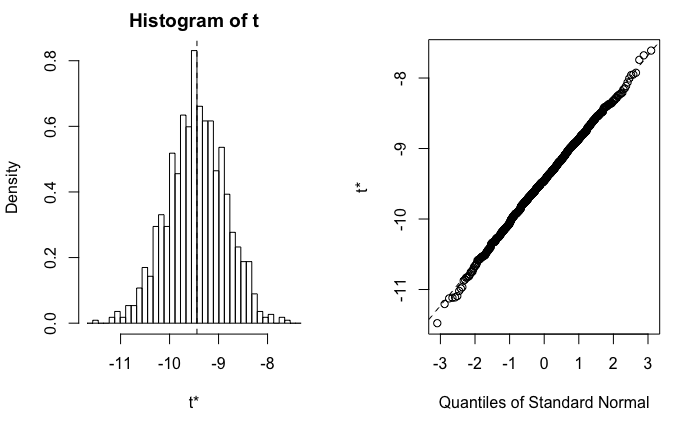 Histogram of t
Density
0.0 0.2 0.4 0.6 0.8
-11 -10 -9 -8
t*
t*
-11 -10 -9 -8
-3 -2 -1 0 1 2 3
Quantiles of Standard Normal